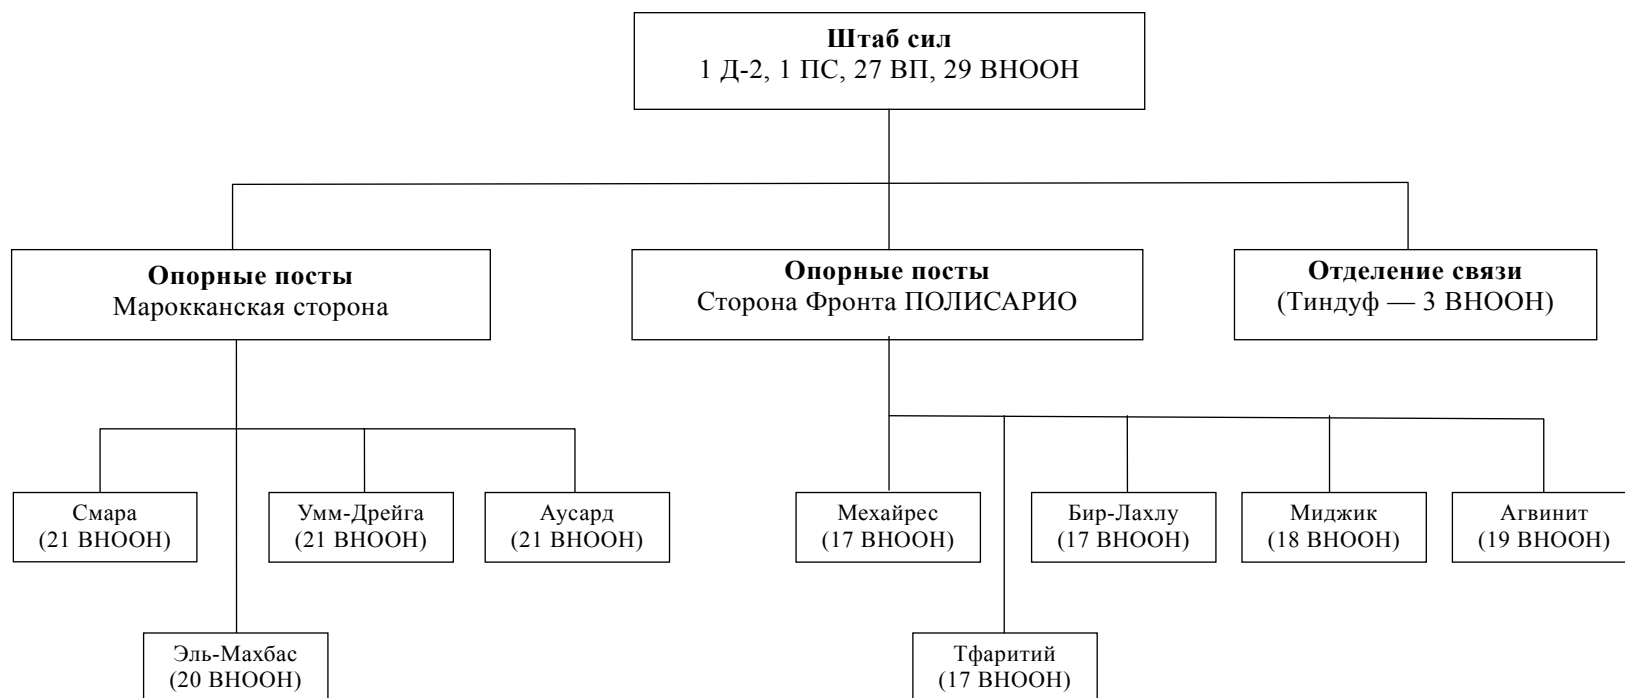 Штаб сил
1 Д-2, 1 ПС, 27 ВП, 29 ВНООН
Опорные посты
Марокканская сторона
Опорные посты
Сторона Фронта ПОЛИСАРИО
Отделение связи
(Тиндуф — 3 ВНООН)
Смара
(21 ВНООН)
Умм-Дрейга
(21 ВНООН)
Аусард
(21 ВНООН)
Мехайрес
(17 ВНООН)
Бир-Лахлу
(17 ВНООН)
Миджик
(18 ВНООН)
Агвинит
(19 ВНООН)
Эль-Махбас
(20 ВНООН)
Тфаритий
(17 ВНООН)